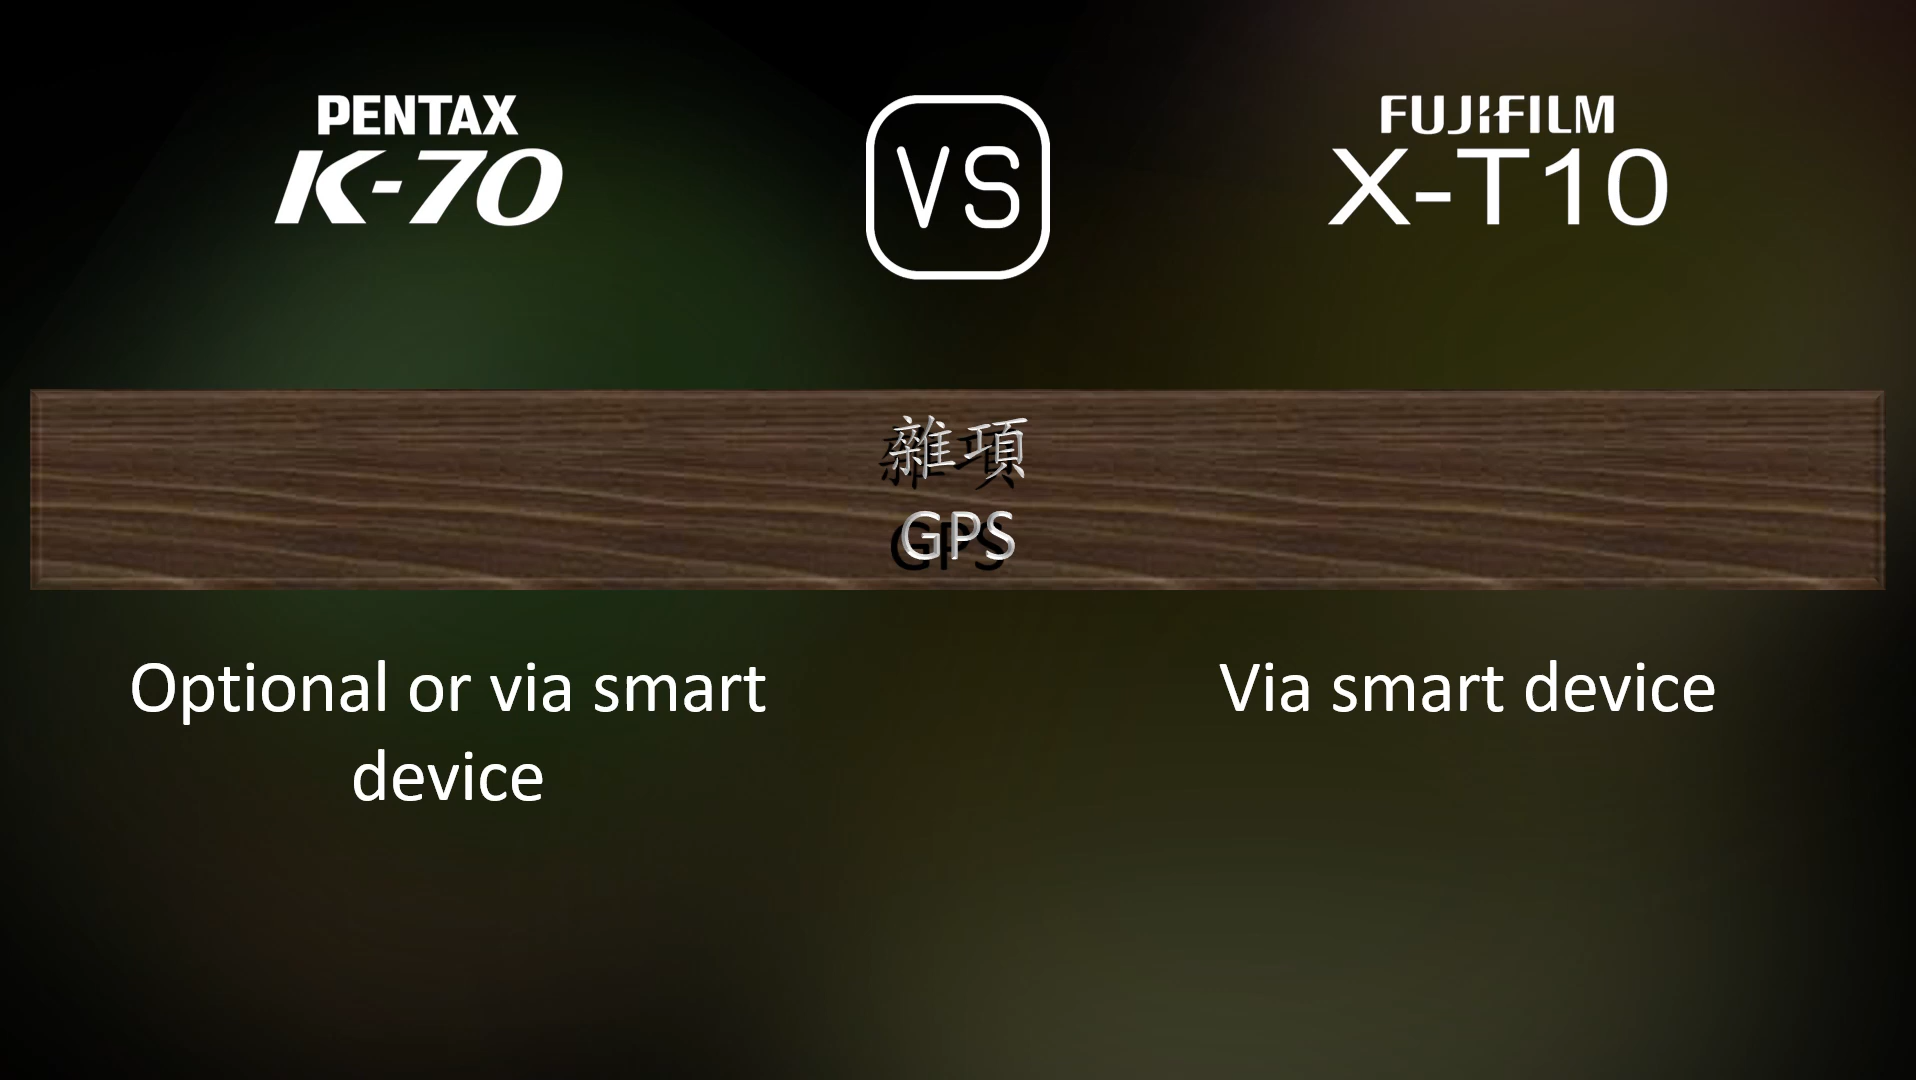 PENTAX
K-70
VS
FUJIFILM
X-T10
雜項
GPS
Optional or via smart
device
Via smart device